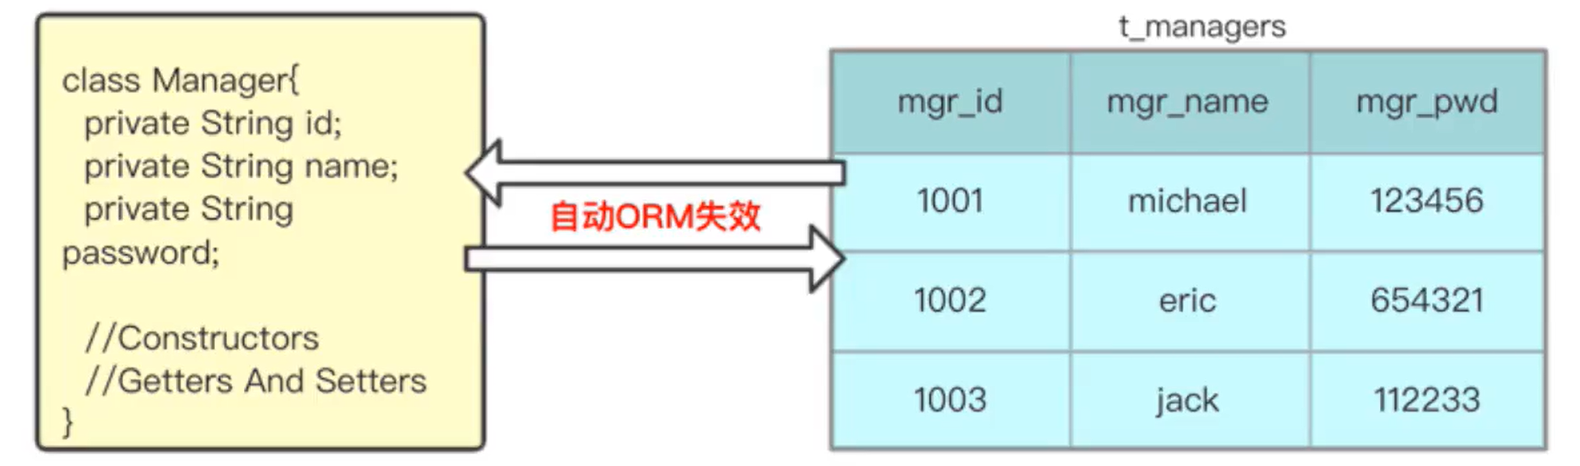 class Manager{
private String id;
private String name;
private String
password;
//Constructors
//Getters And Setters
}
自动ORM失效
t_managers
mgr_id mgr_name mgr_pwd
1001 michael 123456
1002 eric 654321
1003 jack 112233